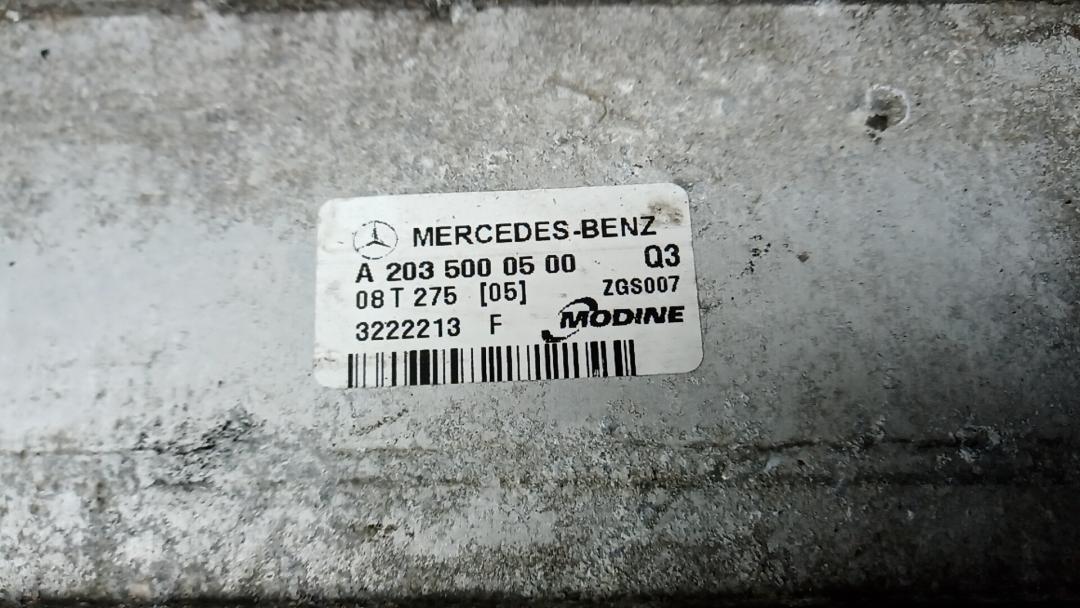 MERCEDES-BENZ
A 203 500 05 00 Q3
08 T 275 [05] ZGS007
3222213 F MODINE